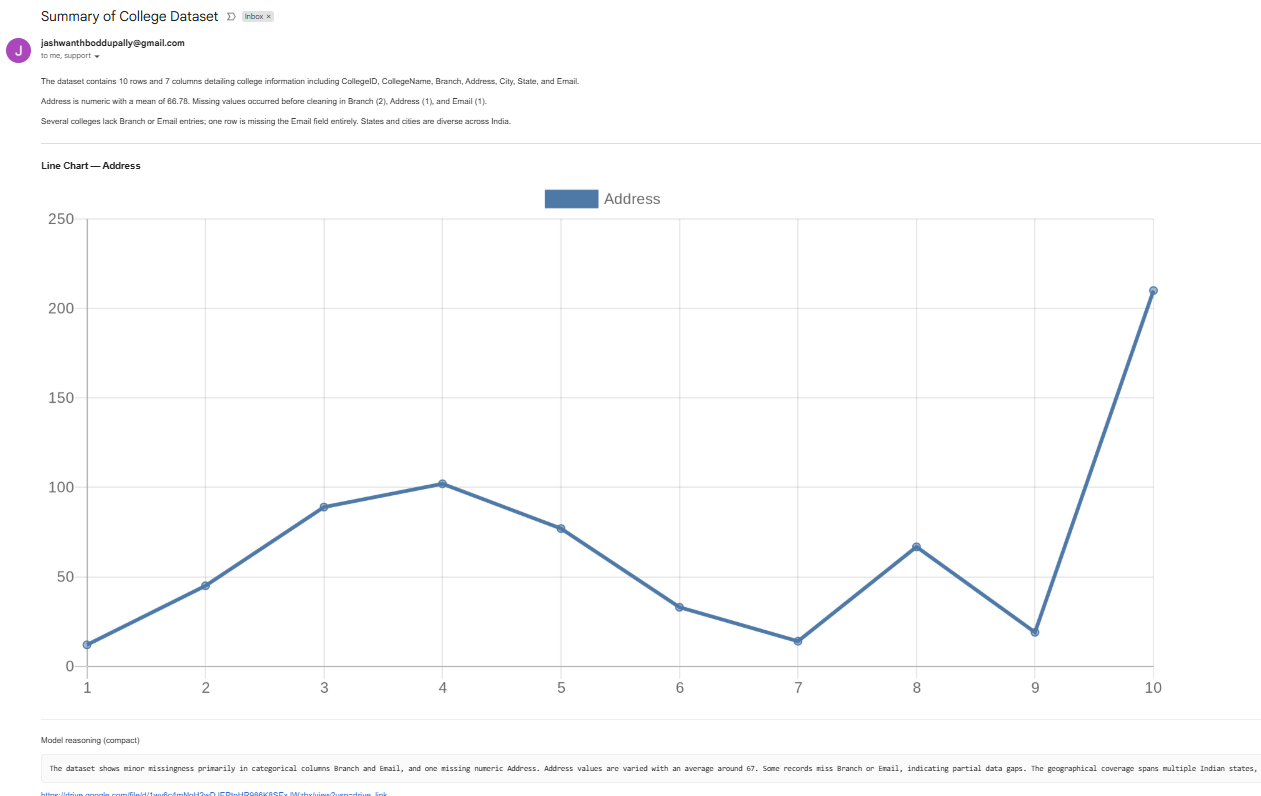 Summary of College Dataset
Inbox ×
J
jashwanthboddupally@gmail.com
to me, support
The dataset contains 10 rows and 7 columns detailing college information including CollegeID, CollegeName, Branch, Address, City, State, and Email.
Address is numeric with a mean of 66.78. Missing values occurred before cleaning in Branch (2), Address (1), and Email (1).
Several colleges lack Branch or Email entries; one row is missing the Email field entirely. States and cities are diverse across India.
Line Chart — Address
Address
250
200
150
100
50
0
1 2 3 4 5 6 7 8 9 10
Model reasoning (compact)
The dataset shows minor missingness primarily in categorical columns Branch and Email, and one missing numeric Address. Address values are varied with an average around 67. Some records miss Branch or Email, indicating partial data gaps. The geographical coverage spans multiple Indian states,